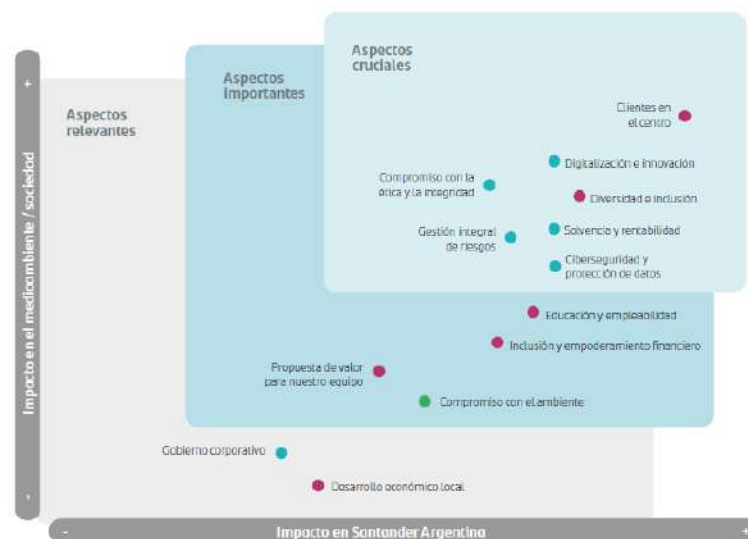 Aspectos
cruciales
Aspectos
importantes
Aspectos
relevantes
Clientes en
el centro
Digitalización e innovación
Compromiso con la
ética y la integridad
Diversidad e inclusión
Gestión integral
de riesgos
Solvencia y rentabilidad
Ciberseguridad y
protección de datos
Educación y empleabilidad
Inclusión y empoderamiento financiero
Propuesta de valor
para nuestro equipo
Compromiso con el ambiente
Gobierno corporativo
Desarrollo económico local
+
Impacto en el medioambiente / sociedad
-
-
Impacto en Santander Argentina
+